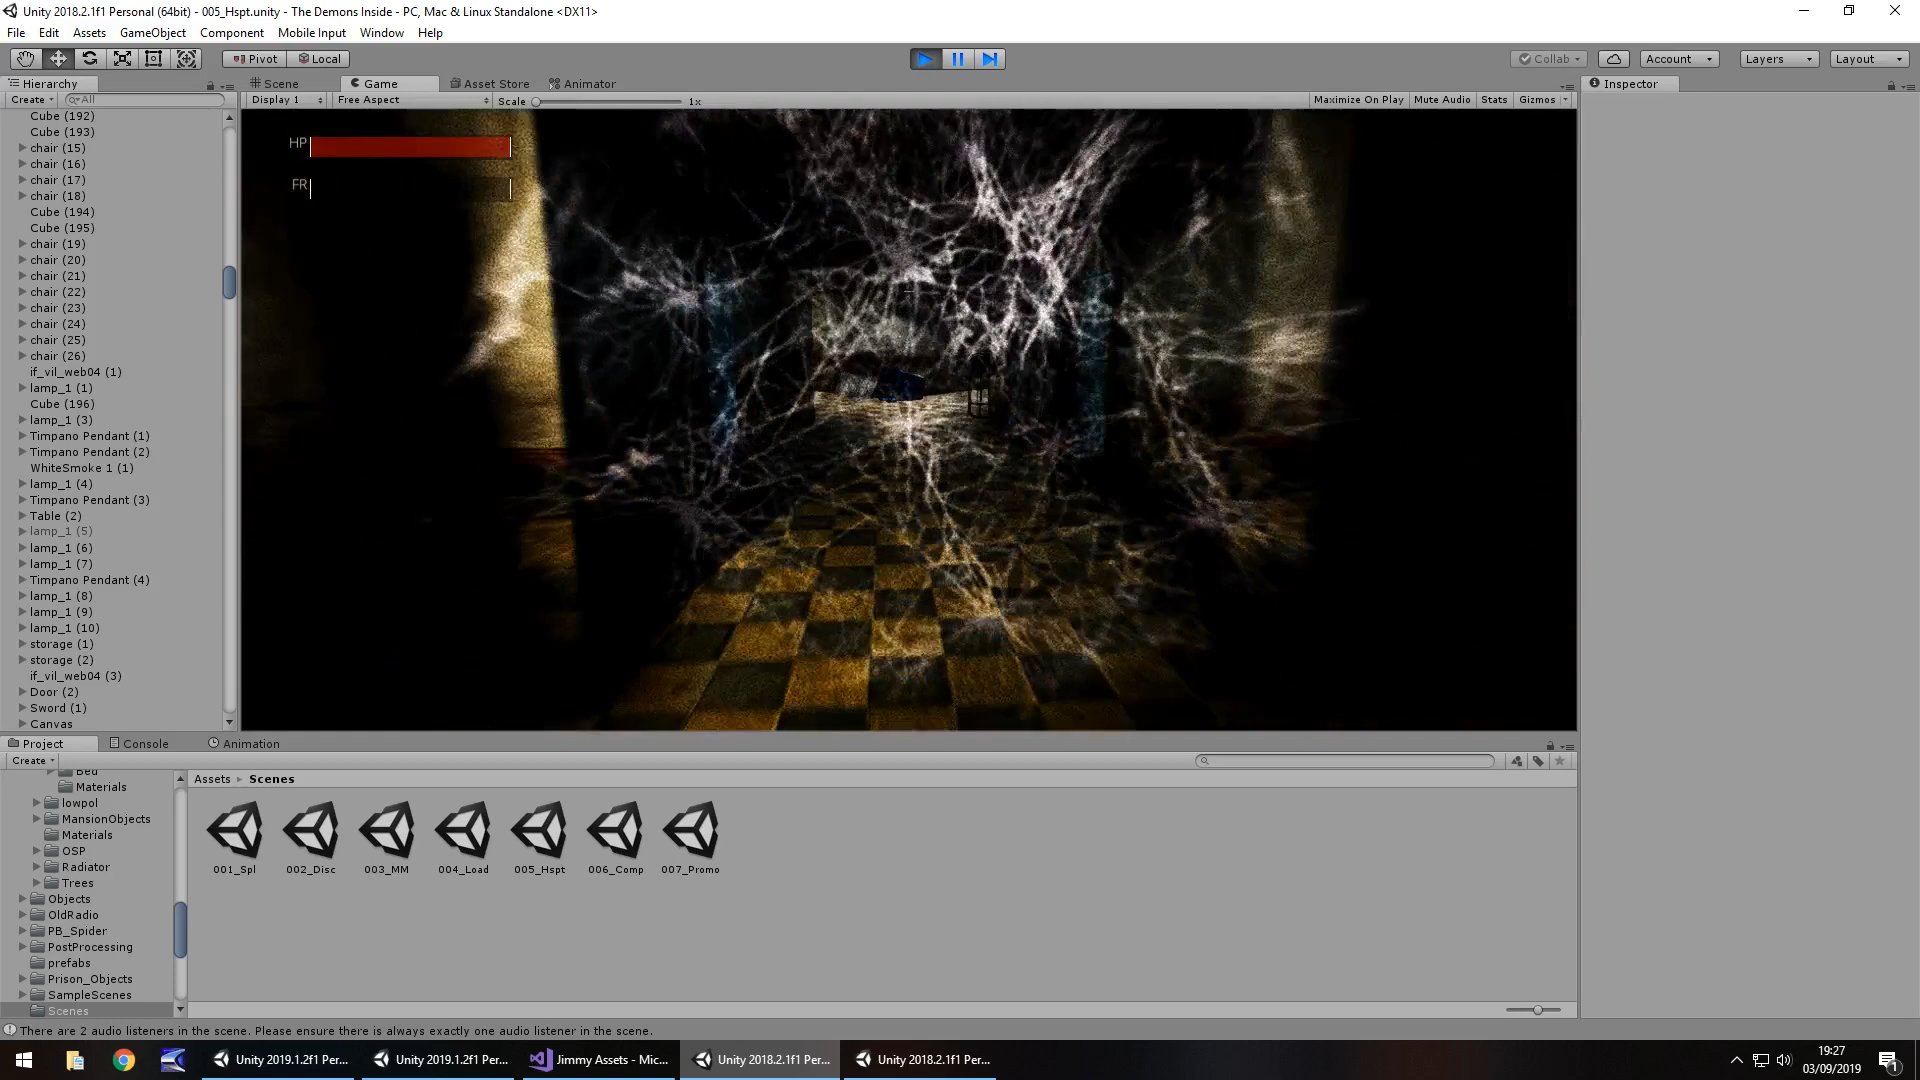 Unity 2018.2.1f1 Personal (64bit) - 005_Hspt.unity - The Demons Inside - PC, Mac & Linux Standalone <DX11>
File Edit Assets GameObject Component Mobile Input Window Help
Pivot Local Collab Account Layers Layout
Hierarchy Scene Game Asset Store Animator Inspector
Create All Display 1 Free Aspect Scale 1x Maximize On Play Mute Audio Stats Gizmos
Cube (192)
Cube (193)
chair (15)
chair (16)
chair (17)
chair (18)
Cube (194)
Cube (195)
chair (19)
chair (20)
chair (21)
chair (22)
chair (23)
chair (24)
chair (25)
chair (26)
if_vil_web04 (1)
lamp_1 (1)
Cube (196)
lamp_1 (3)
Timpano Pendant (1)
Timpano Pendant (2)
WhiteSmoke 1 (1)
lamp_1 (4)
Timpano Pendant (3)
Table (2)
lamp_1 (5)
lamp_1 (6)
lamp_1 (7)
Timpano Pendant (4)
lamp_1 (8)
lamp_1 (9)
lamp_1 (10)
storage (1)
storage (2)
if_vil_web04 (3)
Door (2)
Sword (1)
Canvas
HP
FR
Project Console Animation
Create
Bed
Materials
lowpol
MansionObjects
Materials
OSP
Radiator
Trees
Objects
OldRadio
PB_Spider
PostProcessing
prefabs
Prison_Objects
SampleScenes
Scenes
Assets Scenes
001_Spl 002_Disc 003_MM 004_Load 005_Hspt 006_Comp 007_Promo
There are 2 audio listeners in the scene. Please ensure there is always exactly one audio listener in the scene.
Unity 2019.1.2f1 Per... Unity 2019.1.2f1 Per... Jimmy Assets - Mic... Unity 2018.2.1f1 Per... Unity 2018.2.1f1 Per...
19:27
03/09/2019
1